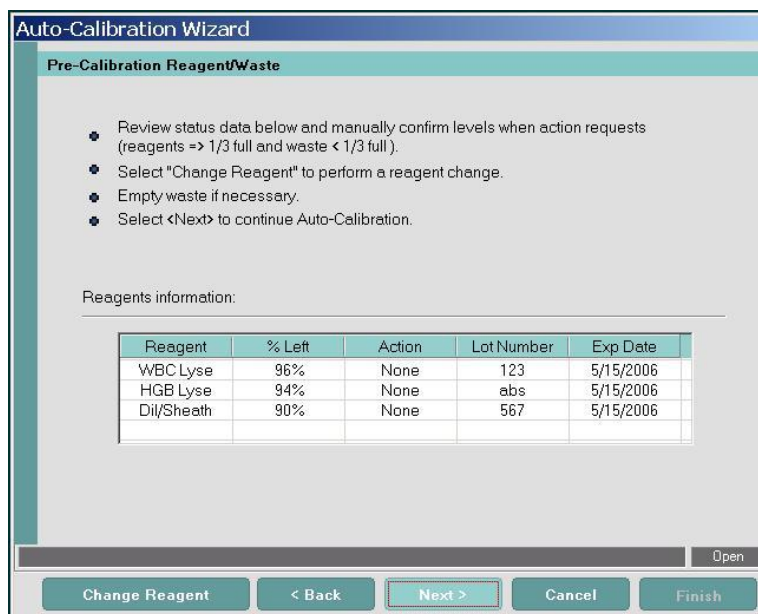 Auto-Calibration Wizard
Pre-Calibration Reagent/Waste
Review status data below and manually confirm levels when action requests
(reagents => 1/3 full and waste < 1/3 full ).
Select "Change Reagent" to perform a reagent change.
Empty waste if necessary.
Select <Next> to continue Auto-Calibration.
Reagents information:
Reagent % Left Action Lot Number Exp Date
WBC Lyse 96% None 123 5/15/2006
HGB Lyse 94% None abs 5/15/2006
Dil/Sheath 90% None 567 5/15/2006
Open
Change Reagent < Back Next > Cancel Finish